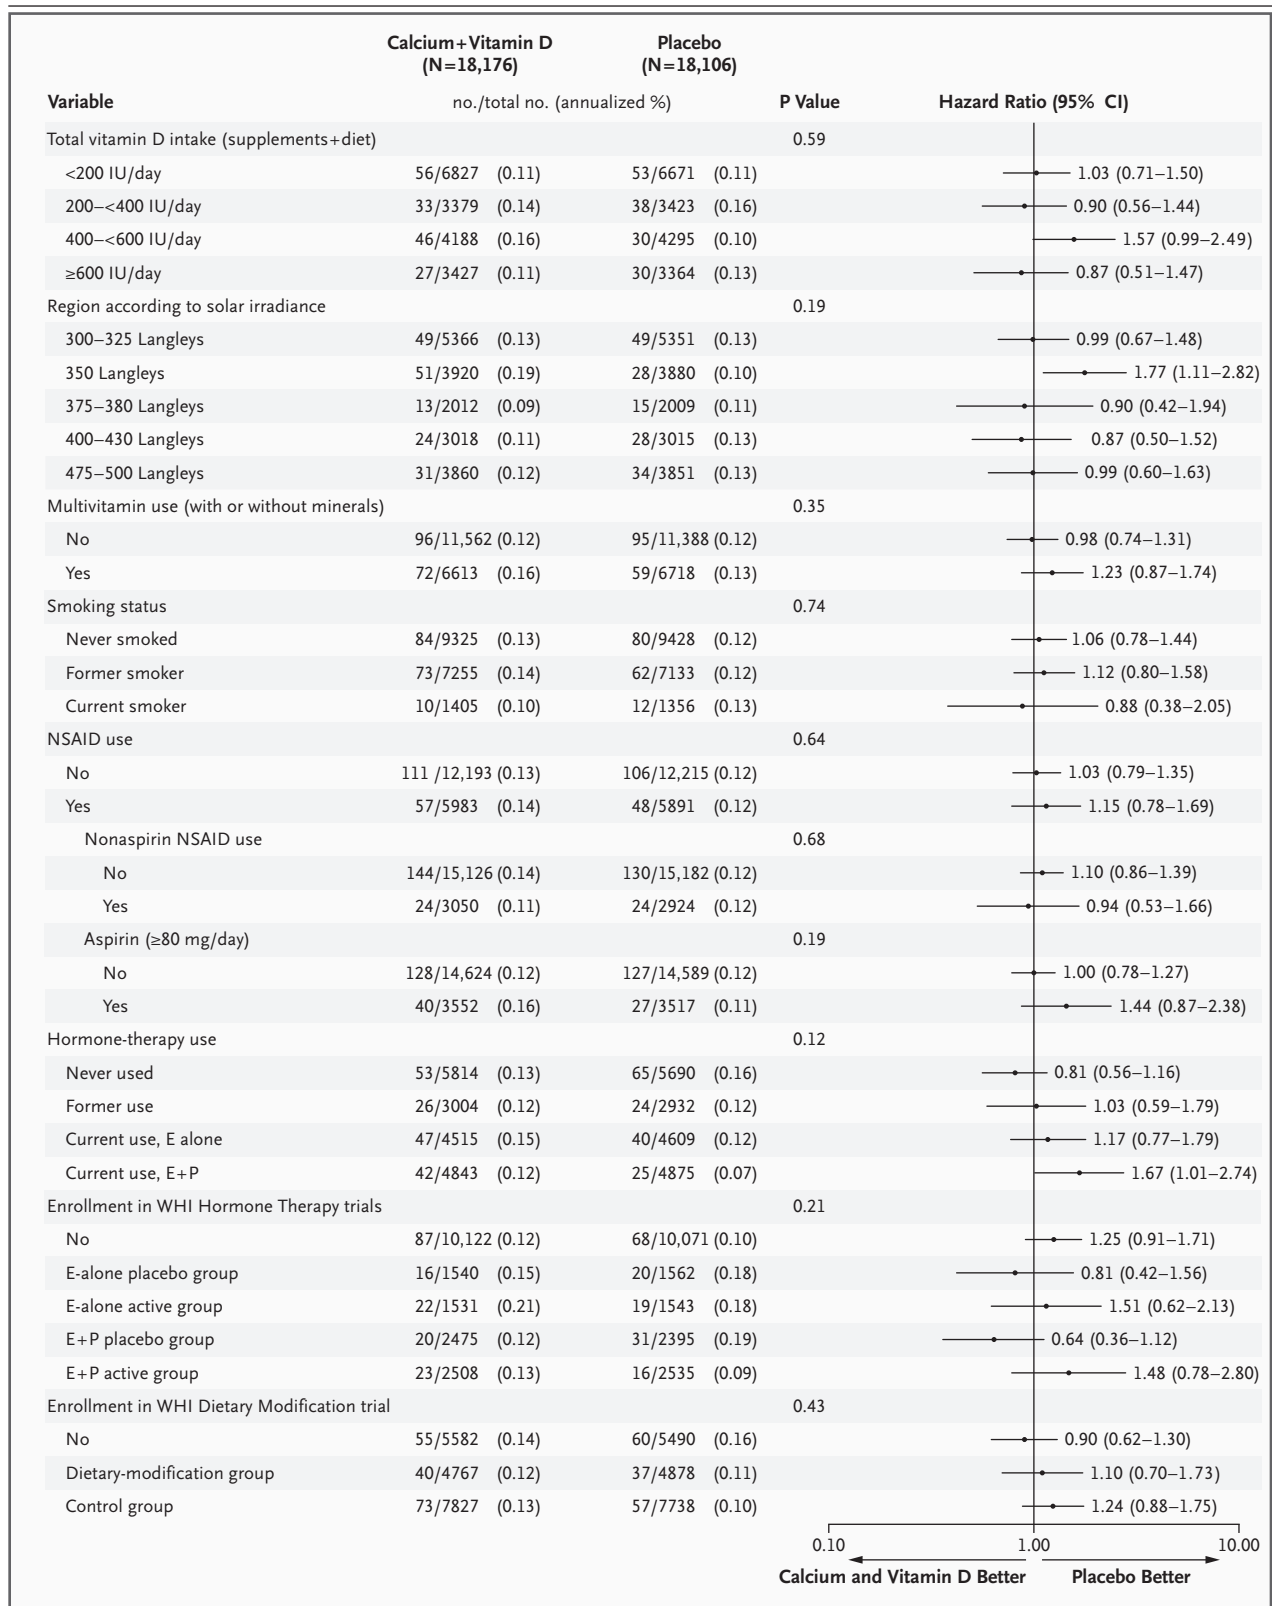 Calcium+Vitamin D Placebo
(N=18,176) (N=18,106)
Variable no./total no. (annualized %) P Value Hazard Ratio (95% CI)
Total vitamin D intake (supplements+diet) 0.59
<200 IU/day 56/6827 (0.11) 53/6671 (0.11) 1.03 (0.71–1.50)
200–<400 IU/day 33/3379 (0.14) 38/3423 (0.16) 0.90 (0.56–1.44)
400–<600 IU/day 46/4188 (0.16) 30/4295 (0.10) 1.57 (0.99–2.49)
≥600 IU/day 27/3427 (0.11) 30/3364 (0.13) 0.87 (0.51–1.47)
Region according to solar irradiance 0.19
300–325 Langleys 49/5366 (0.13) 49/5351 (0.13) 0.99 (0.67–1.48)
350 Langleys 51/3920 (0.19) 28/3880 (0.10) 1.77 (1.11–2.82)
375–380 Langleys 13/2012 (0.09) 15/2009 (0.11) 0.90 (0.42–1.94)
400–430 Langleys 24/3018 (0.11) 28/3015 (0.13) 0.87 (0.50–1.52)
475–500 Langleys 31/3860 (0.12) 34/3851 (0.13) 0.99 (0.60–1.63)
Multivitamin use (with or without minerals) 0.35
No 96/11,562 (0.12) 95/11,388 (0.12) 0.98 (0.74–1.31)
Yes 72/6613 (0.16) 59/6718 (0.13) 1.23 (0.87–1.74)
Smoking status 0.74
Never smoked 84/9325 (0.13) 80/9428 (0.12) 1.06 (0.78–1.44)
Former smoker 73/7255 (0.14) 62/7133 (0.12) 1.12 (0.80–1.58)
Current smoker 10/1405 (0.10) 12/1356 (0.13) 0.88 (0.38–2.05)
NSAID use 0.64
No 111 /12,193 (0.13) 106/12,215 (0.12) 1.03 (0.79–1.35)
Yes 57/5983 (0.14) 48/5891 (0.12) 1.15 (0.78–1.69)
Nonaspirin NSAID use 0.68
No 144/15,126 (0.14) 130/15,182 (0.12) 1.10 (0.86–1.39)
Yes 24/3050 (0.11) 24/2924 (0.12) 0.94 (0.53–1.66)
Aspirin (≥80 mg/day) 0.19
No 128/14,624 (0.12) 127/14,589 (0.12) 1.00 (0.78–1.27)
Yes 40/3552 (0.16) 27/3517 (0.11) 1.44 (0.87–2.38)
Hormone-therapy use 0.12
Never used 53/5814 (0.13) 65/5690 (0.16) 0.81 (0.56–1.16)
Former use 26/3004 (0.12) 24/2932 (0.12) 1.03 (0.59–1.79)
Current use, E alone 47/4515 (0.15) 40/4609 (0.12) 1.17 (0.77–1.79)
Current use, E+P 42/4843 (0.12) 25/4875 (0.07) 1.67 (1.01–2.74)
Enrollment in WHI Hormone Therapy trials 0.21
No 87/10,122 (0.12) 68/10,071 (0.10) 1.25 (0.91–1.71)
E-alone placebo group 16/1540 (0.15) 20/1562 (0.18) 0.81 (0.42–1.56)
E-alone active group 22/1531 (0.21) 19/1543 (0.18) 1.51 (0.62–2.13)
E+P placebo group 20/2475 (0.12) 31/2395 (0.19) 0.64 (0.36–1.12)
E+P active group 23/2508 (0.13) 16/2535 (0.09) 1.48 (0.78–2.80)
Enrollment in WHI Dietary Modification trial 0.43
No 55/5582 (0.14) 60/5490 (0.16) 0.90 (0.62–1.30)
Dietary-modification group 40/4767 (0.12) 37/4878 (0.11) 1.10 (0.70–1.73)
Control group 73/7827 (0.13) 57/7738 (0.10) 1.24 (0.88–1.75)
0.10 1.00 10.00
Calcium and Vitamin D Better Placebo Better